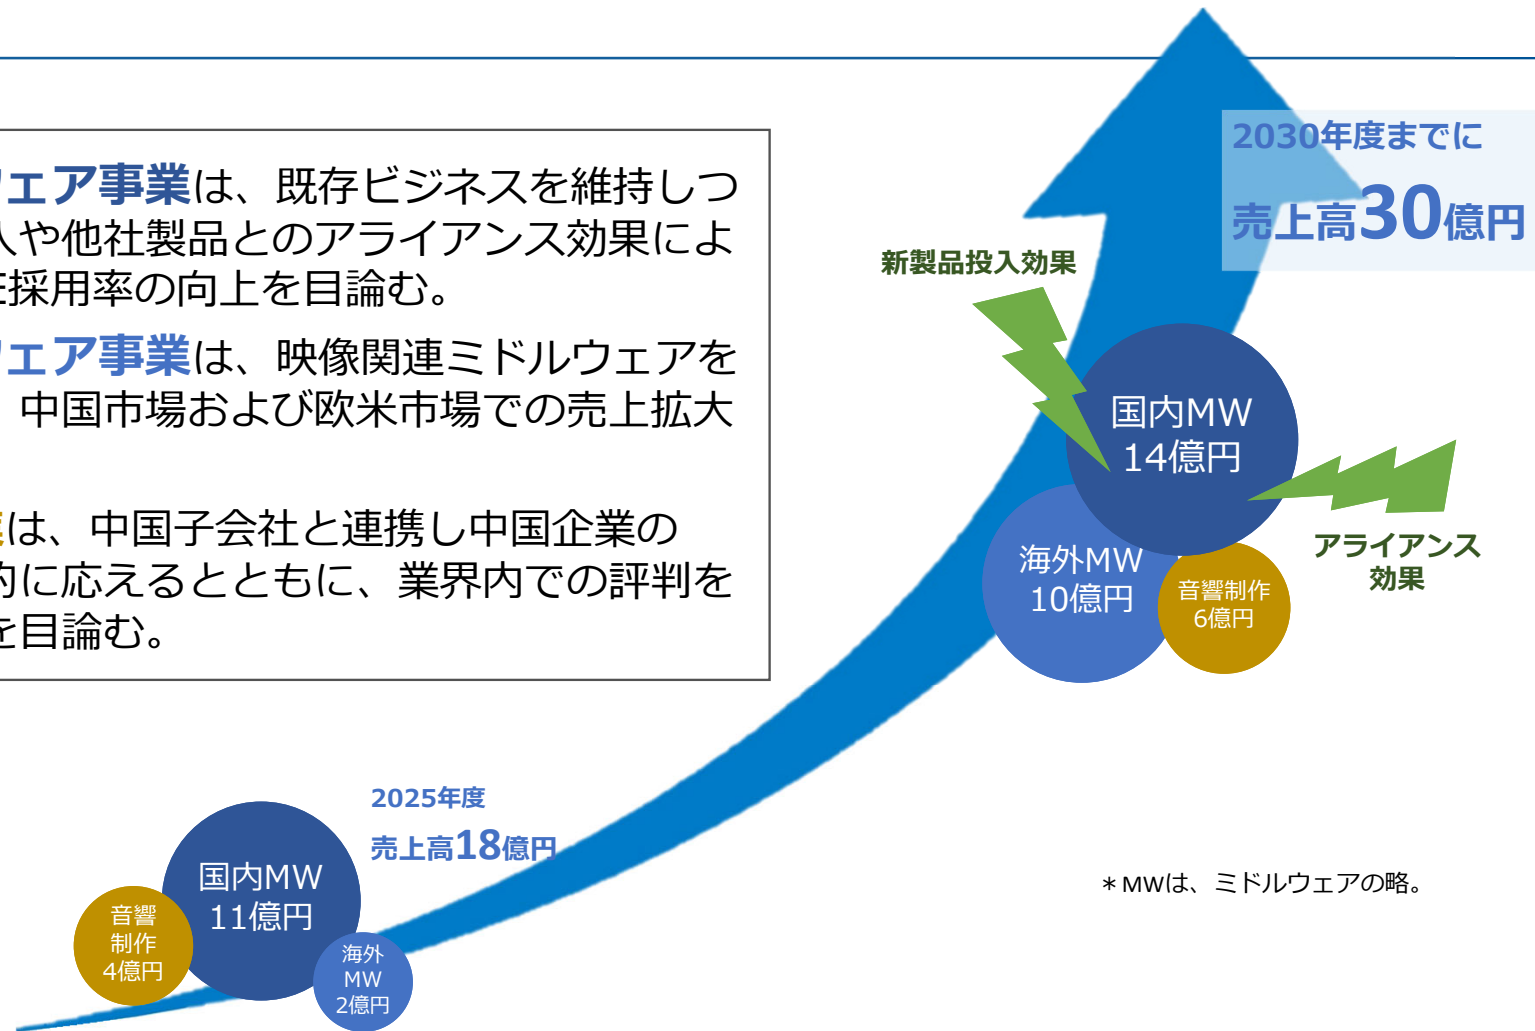 ェア事業は、既存ビジネスを維持しつ
や他社製品とのアライアンス効果によ
採用率の向上を目論む。
ェア事業は、映像関連ミドルウェアを
中国市場および欧米市場での売上拡大
は、中国子会社と連携し中国企業の
に応えるとともに、業界内での評判を
を目論む。
2030年度までに
売上高30億円
新製品投入効果
国内MW
14億円
海外MW
10億円
音響制作
6億円
アライアンス
効果
2025年度
売上高18億円
国内MW
11億円
音響
制作
4億円
海外
MW
2億円
＊MWは、ミドルウェアの略。